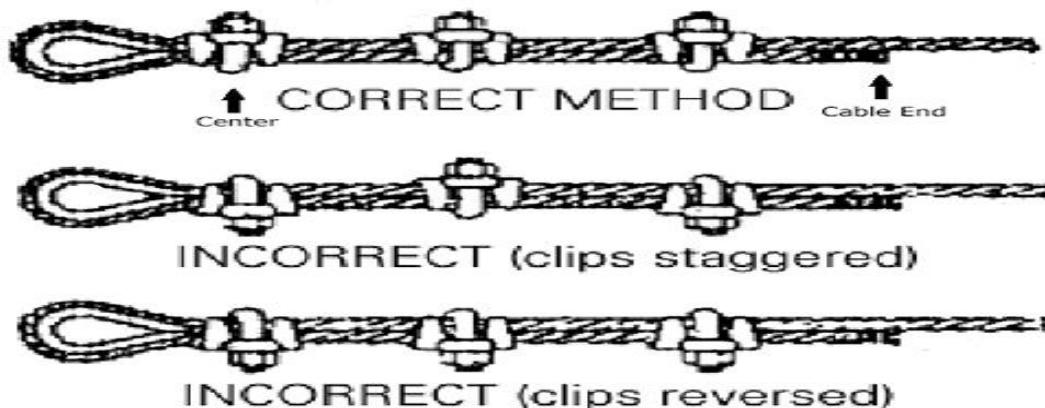 CORRECT METHOD
Center
Cable End
INCORRECT (clips staggered)
INCORRECT (clips reversed)